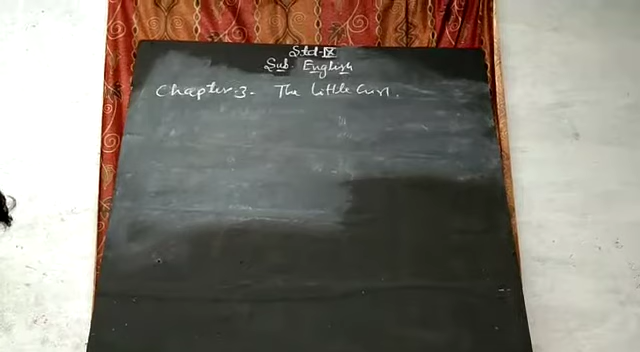 Std-IX
Sub. English
Chapter-3. The Little Girl.